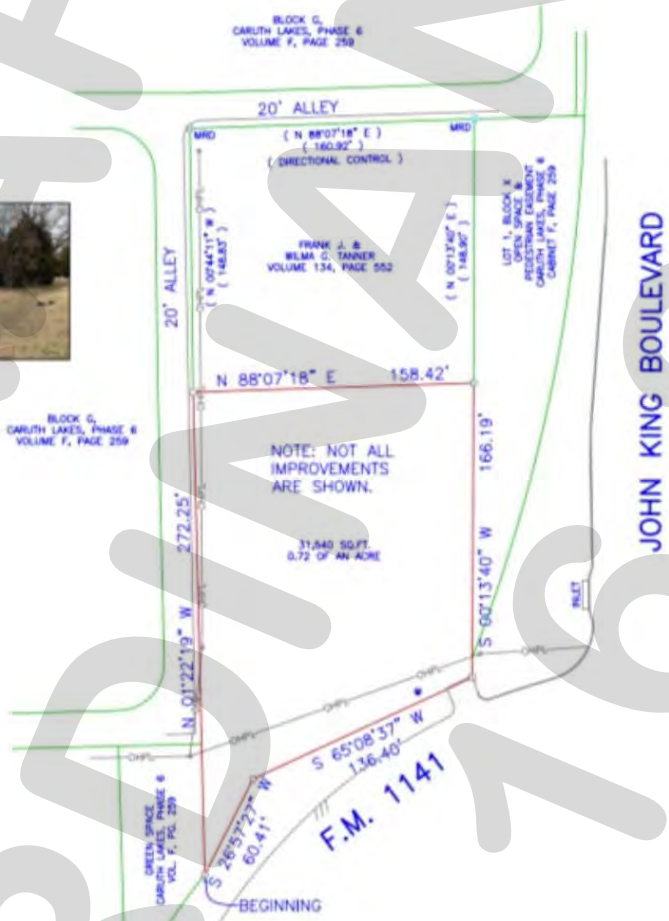 BLOCK G,
CARUTH LAKES, PHASE 6
VOLUME F, PAGE 259
20' ALLEY
MRD
( N 88°07'18" E )
( 160.92' )
( DIRECTIONAL CONTROL )
MRD
20' ALLEY
( N 00°44'11" W )
( 148.83' )
FRANK J. &
WILMA G. TANNER
VOLUME 134, PAGE 552
( N 00°13'40" E )
( 148.90' )
LOT 1, BLOCK X
OPEN SPACE &
PEDESTRIAN EASEMENT
CARUTH LAKES, PHASE 6
CABINET F, PAGE 259
JOHN KING BOULEVARD
N 88°07'18" E 158.42'
BLOCK G,
CARUTH LAKES, PHASE 6
VOLUME F, PAGE 259
NOTE: NOT ALL
IMPROVEMENTS
ARE SHOWN.
31,540 SQ.FT.
0.72 OF AN ACRE
N 01°22'19" W 272.25'
S 00°13'40" W 166.19'
INLET
OHPL
OHPL
OHPL
OHPL
OHPL
OHPL
OHPL
S 65°08'37" W
136.40'
F.M. 1141
S 26°57'27" W
60.41'
GREEN SPACE
CARUTH LAKES, PHASE 6
VOL. F, PG. 259
BEGINNING